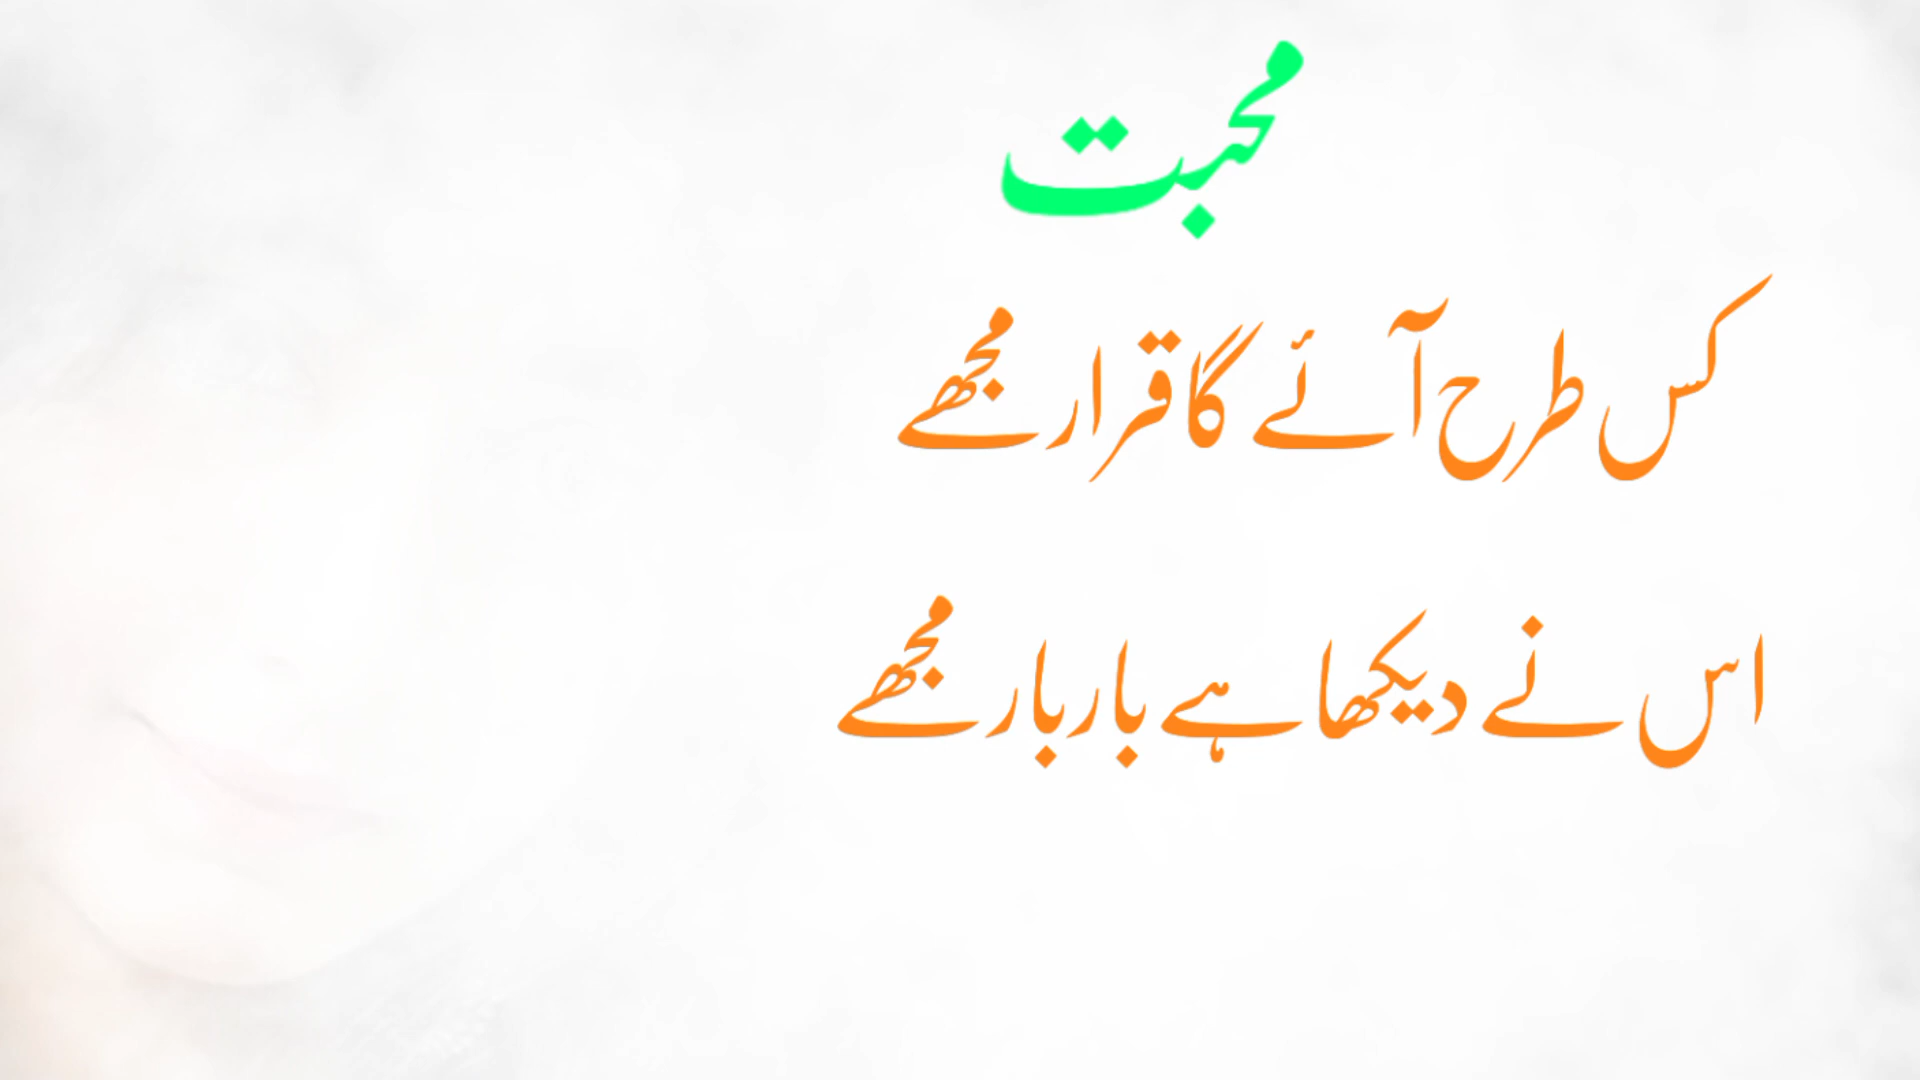 محبت
کس طرح آئے گا قرار مجھے
اس نے دیکھا ہے بار بار مجھے